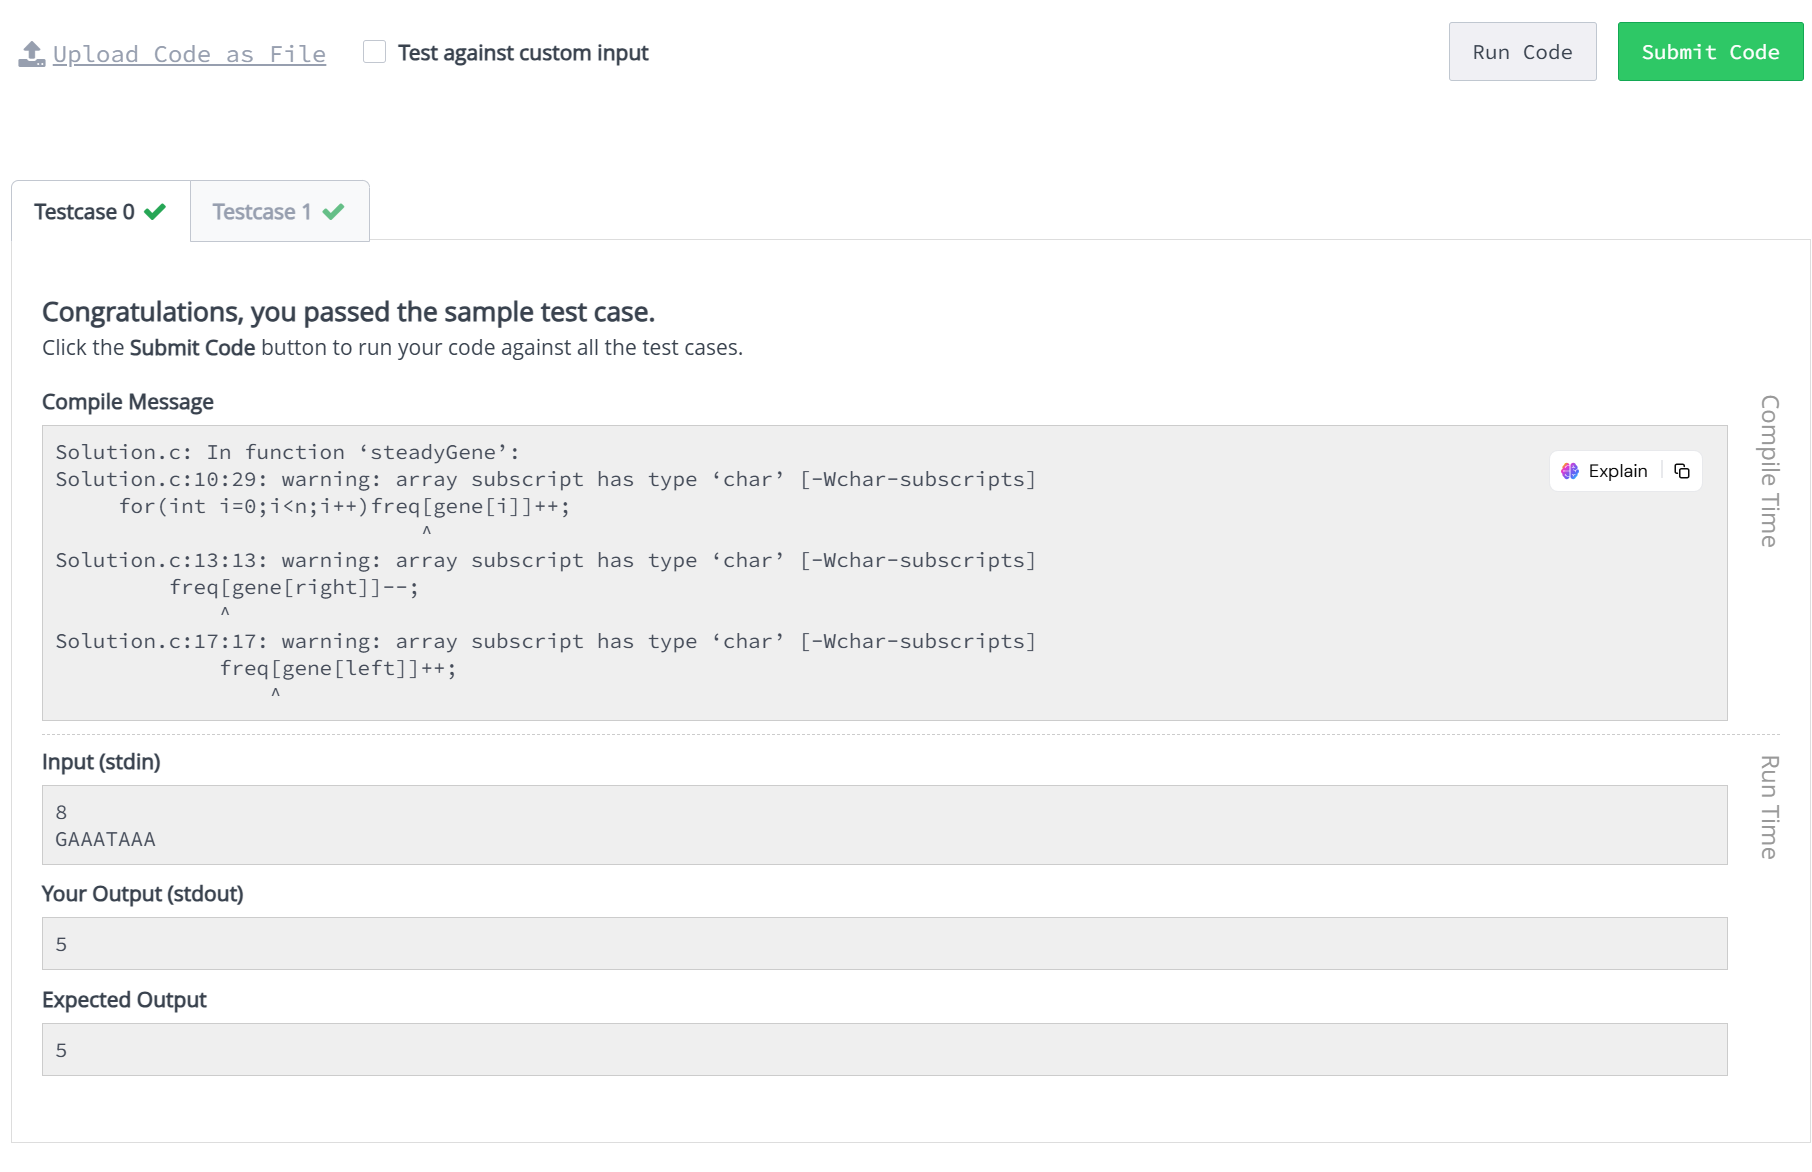 Upload Code as File
Test against custom input
Run Code
Submit Code
Testcase 0
Testcase 1
Congratulations, you passed the sample test case.
Click the Submit Code button to run your code against all the test cases.
Compile Message
Solution.c: In function ‘steadyGene’:
Solution.c:10:29: warning: array subscript has type ‘char’ [-Wchar-subscripts]
     for(int i=0;i<n;i++)freq[gene[i]]++;
                             ^
Solution.c:13:13: warning: array subscript has type ‘char’ [-Wchar-subscripts]
         freq[gene[right]]--;
             ^
Solution.c:17:17: warning: array subscript has type ‘char’ [-Wchar-subscripts]
             freq[gene[left]]++;
                 ^
Explain
Compile Time
Input (stdin)
8
GAAATAAA
Run Time
Your Output (stdout)
5
Expected Output
5